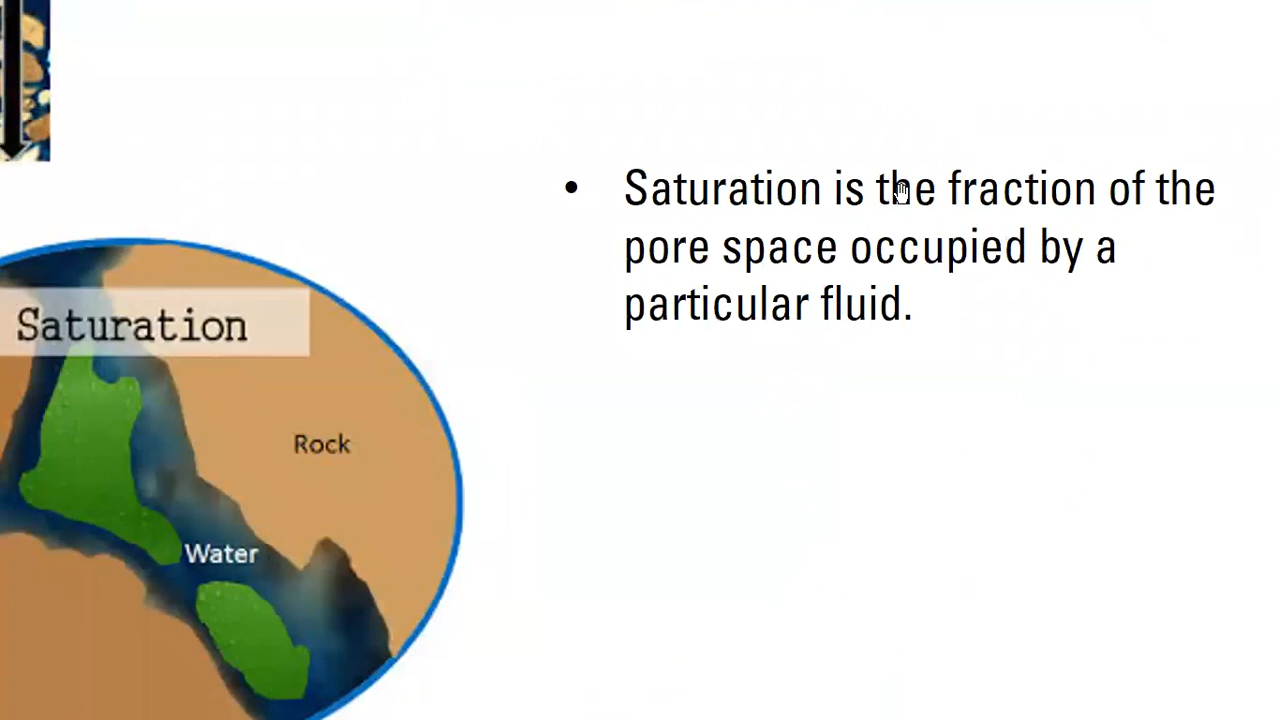 • Saturation is the fraction of the
pore space occupied by a
particular fluid.
Saturation
Rock
Water